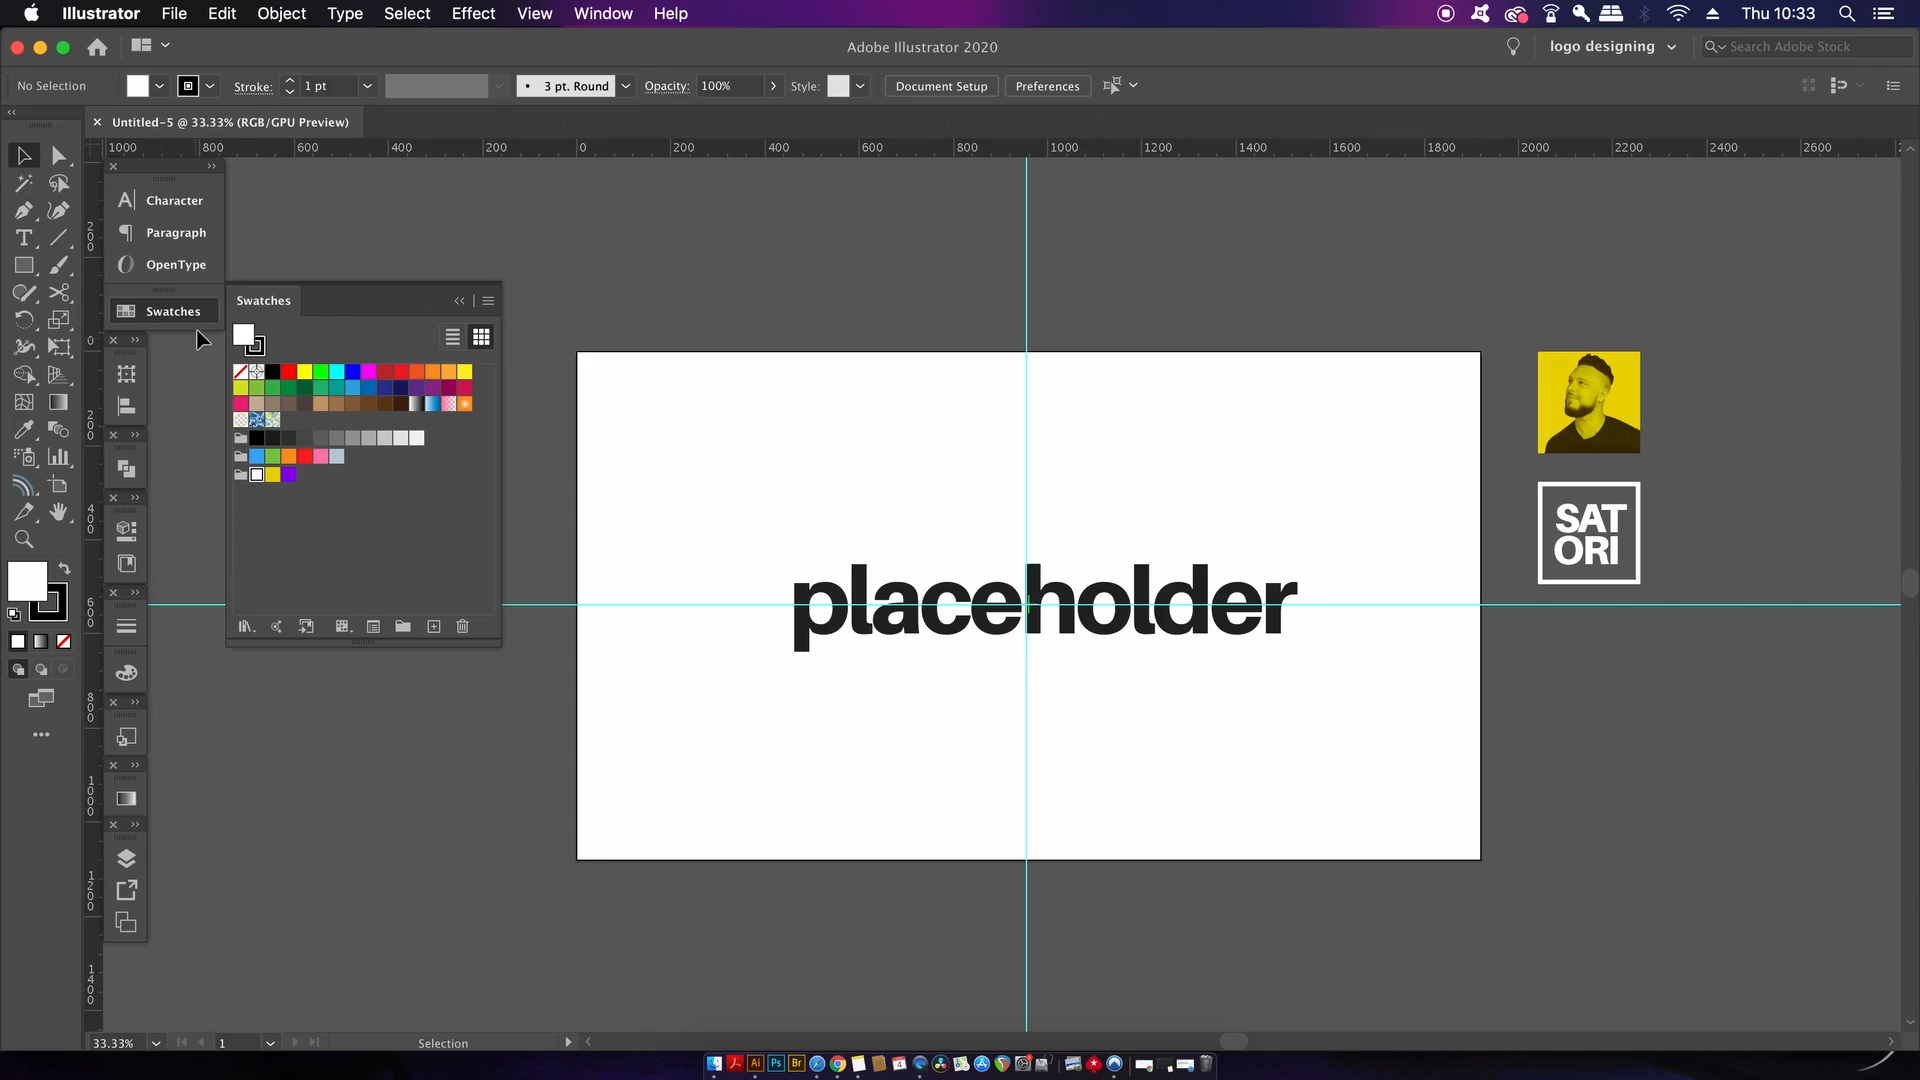 Illustrator File Edit Object Type Select Effect View Window Help Thu 10:33
Adobe Illustrator 2020 logo designing Search Adobe Stock
No Selection Stroke: 1 pt 3 pt. Round Opacity: 100% Style: Document Setup Preferences
Untitled-5 @ 33.33% (RGB/GPU Preview)
1000 800 600 400 200 0 200 400 600 800 1000 1200 1400 1600 1800 2000 2200 2400 2600
Character
Paragraph
OpenType
Swatches
Swatches
200
0
200
400
600
800
1000
1200
1400
placeholder
SAT
ORI
33.33% 1 Selection
Ai Ps Br